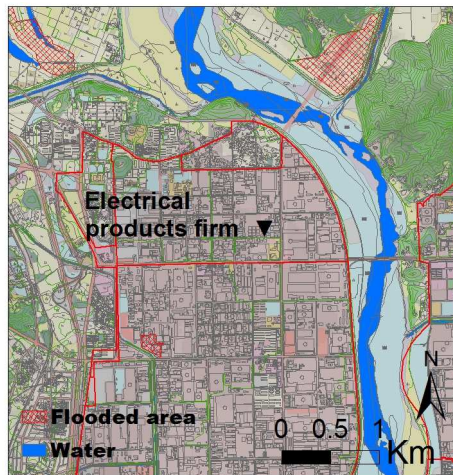 Electrical
products firm
N
Flooded area
Water
0 0.5 1
Km